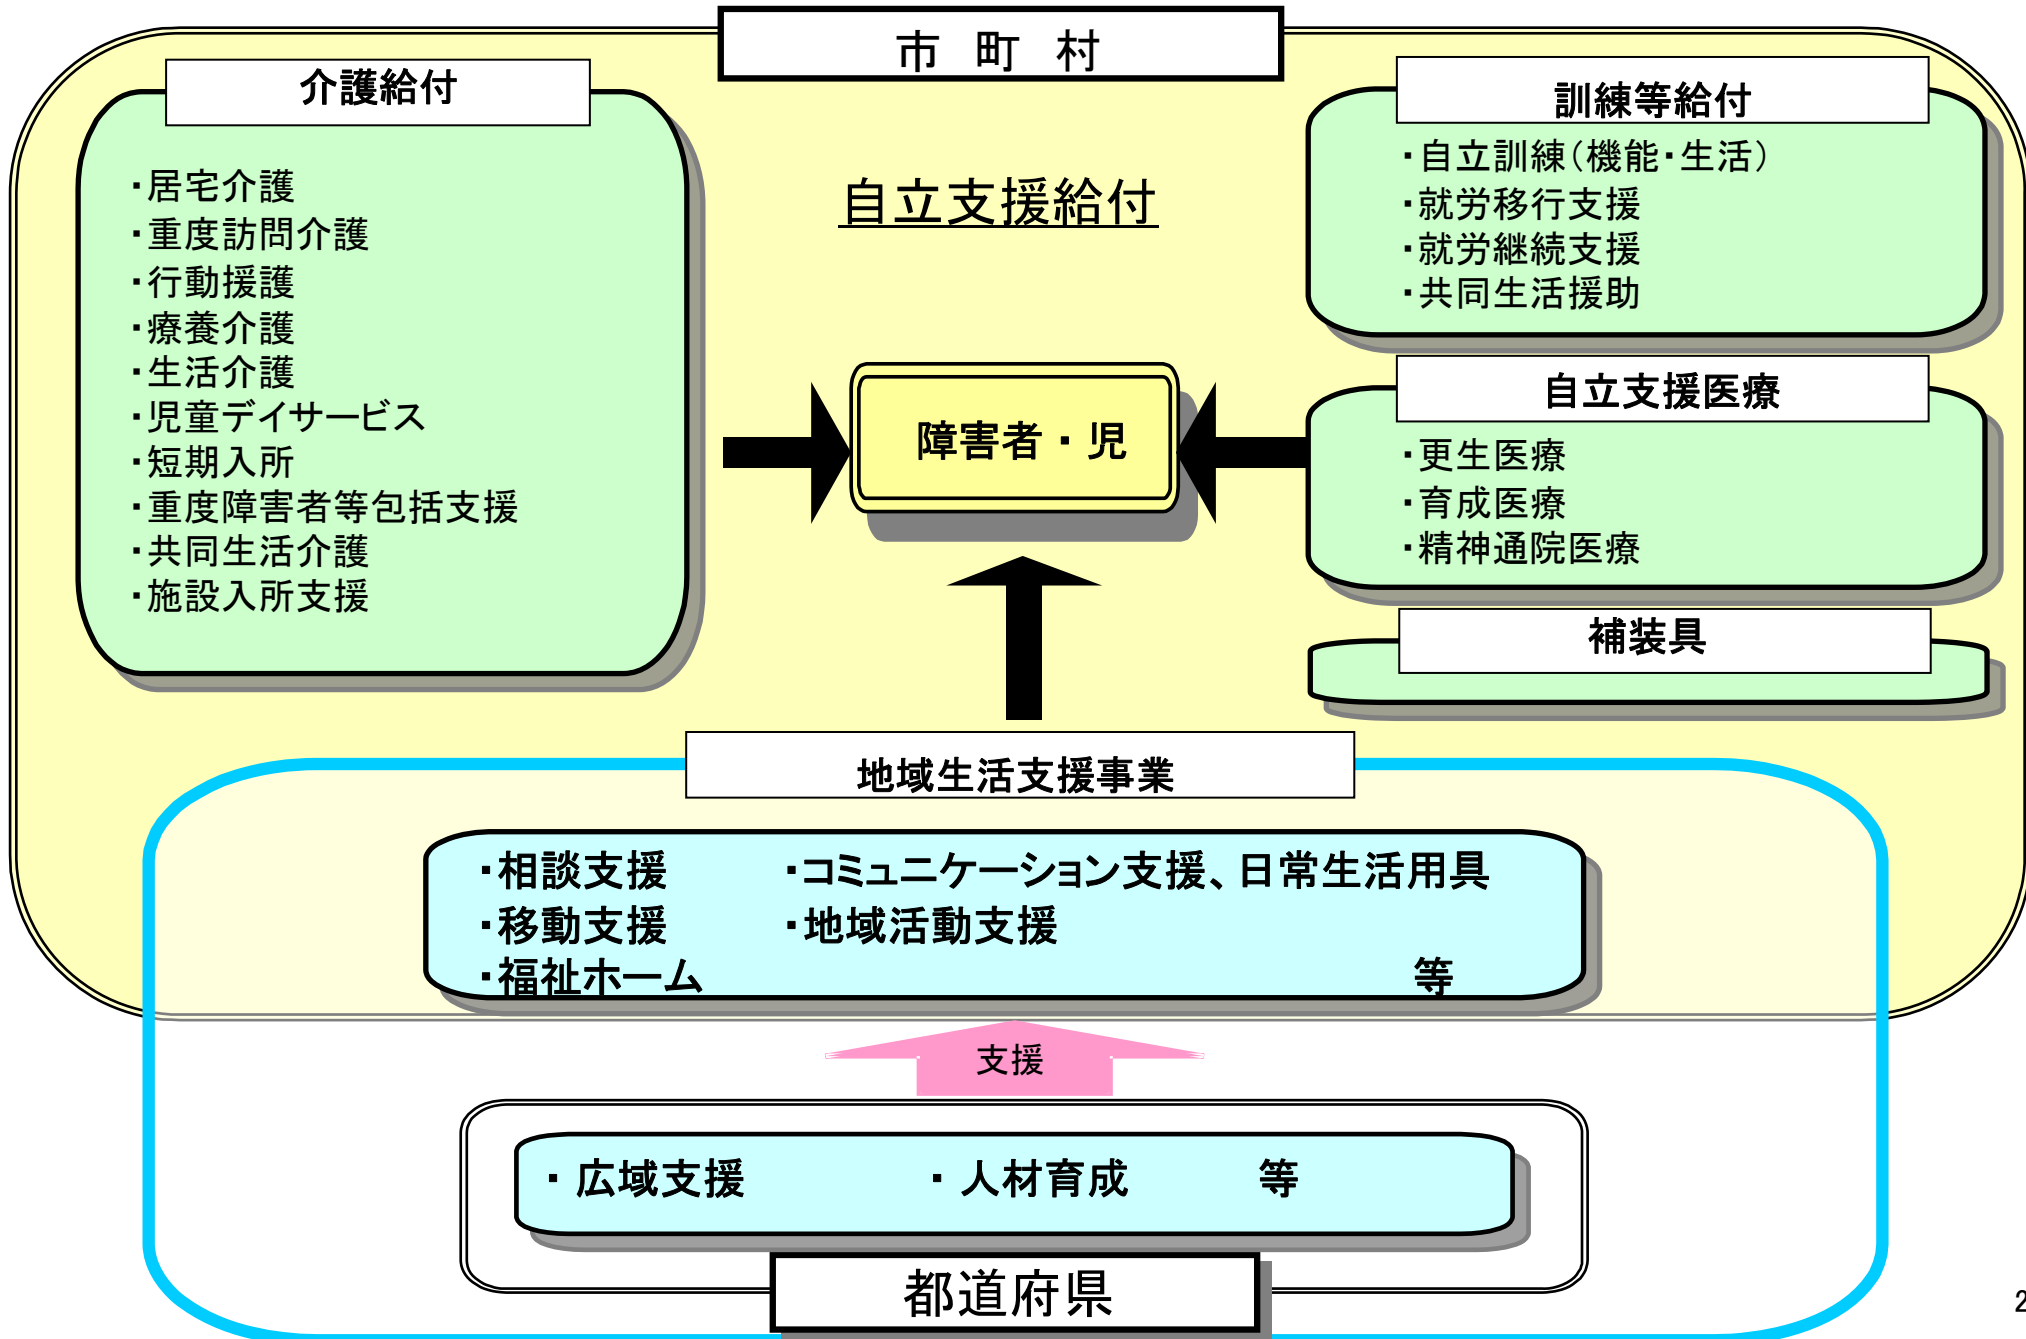 市 町 村
介護給付
・居宅介護
・重度訪問介護
・行動援護
・療養介護
・生活介護
・児童デイサービス
・短期入所
・重度障害者等包括支援
・共同生活介護
・施設入所支援
自立支援給付
訓練等給付
・自立訓練（機能・生活）
・就労移行支援
・就労継続支援
・共同生活援助
障害者・児
自立支援医療
・更生医療
・育成医療
・精神通院医療
補装具
地域生活支援事業
・相談支援 ・コミュニケーション支援、日常生活用具
・移動支援 ・地域活動支援
・福祉ホーム 等
支援
・広域支援 ・人材育成 等
都道府県
2